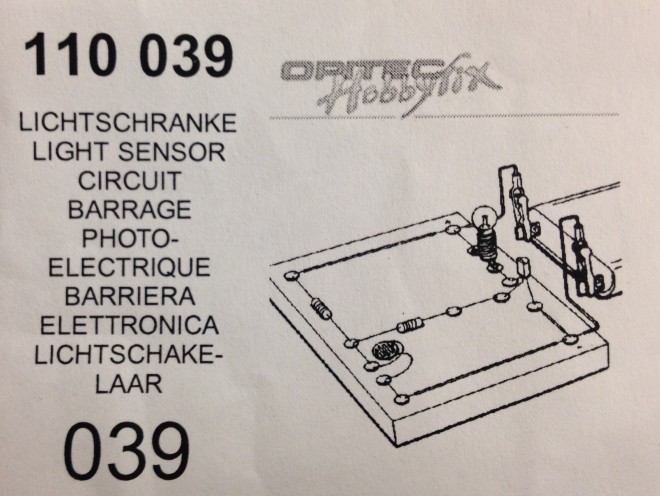 110 039
OPITEC
Hobbyfix
LICHTSCHRANKE
LIGHT SENSOR
CIRCUIT
BARRAGE
PHOTO-
ELECTRIQUE
BARRIERA
ELETTRONICA
LICHTSCHAKE-
LAAR
039